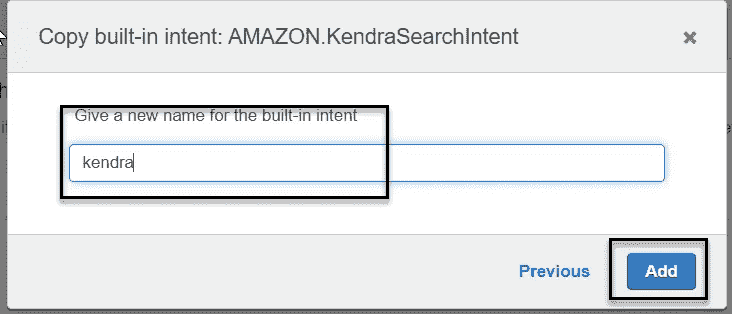 Copy built-in intent: AMAZON.KendraSearchIntent
Give a new name for the built-in intent
kendra
Previous Add